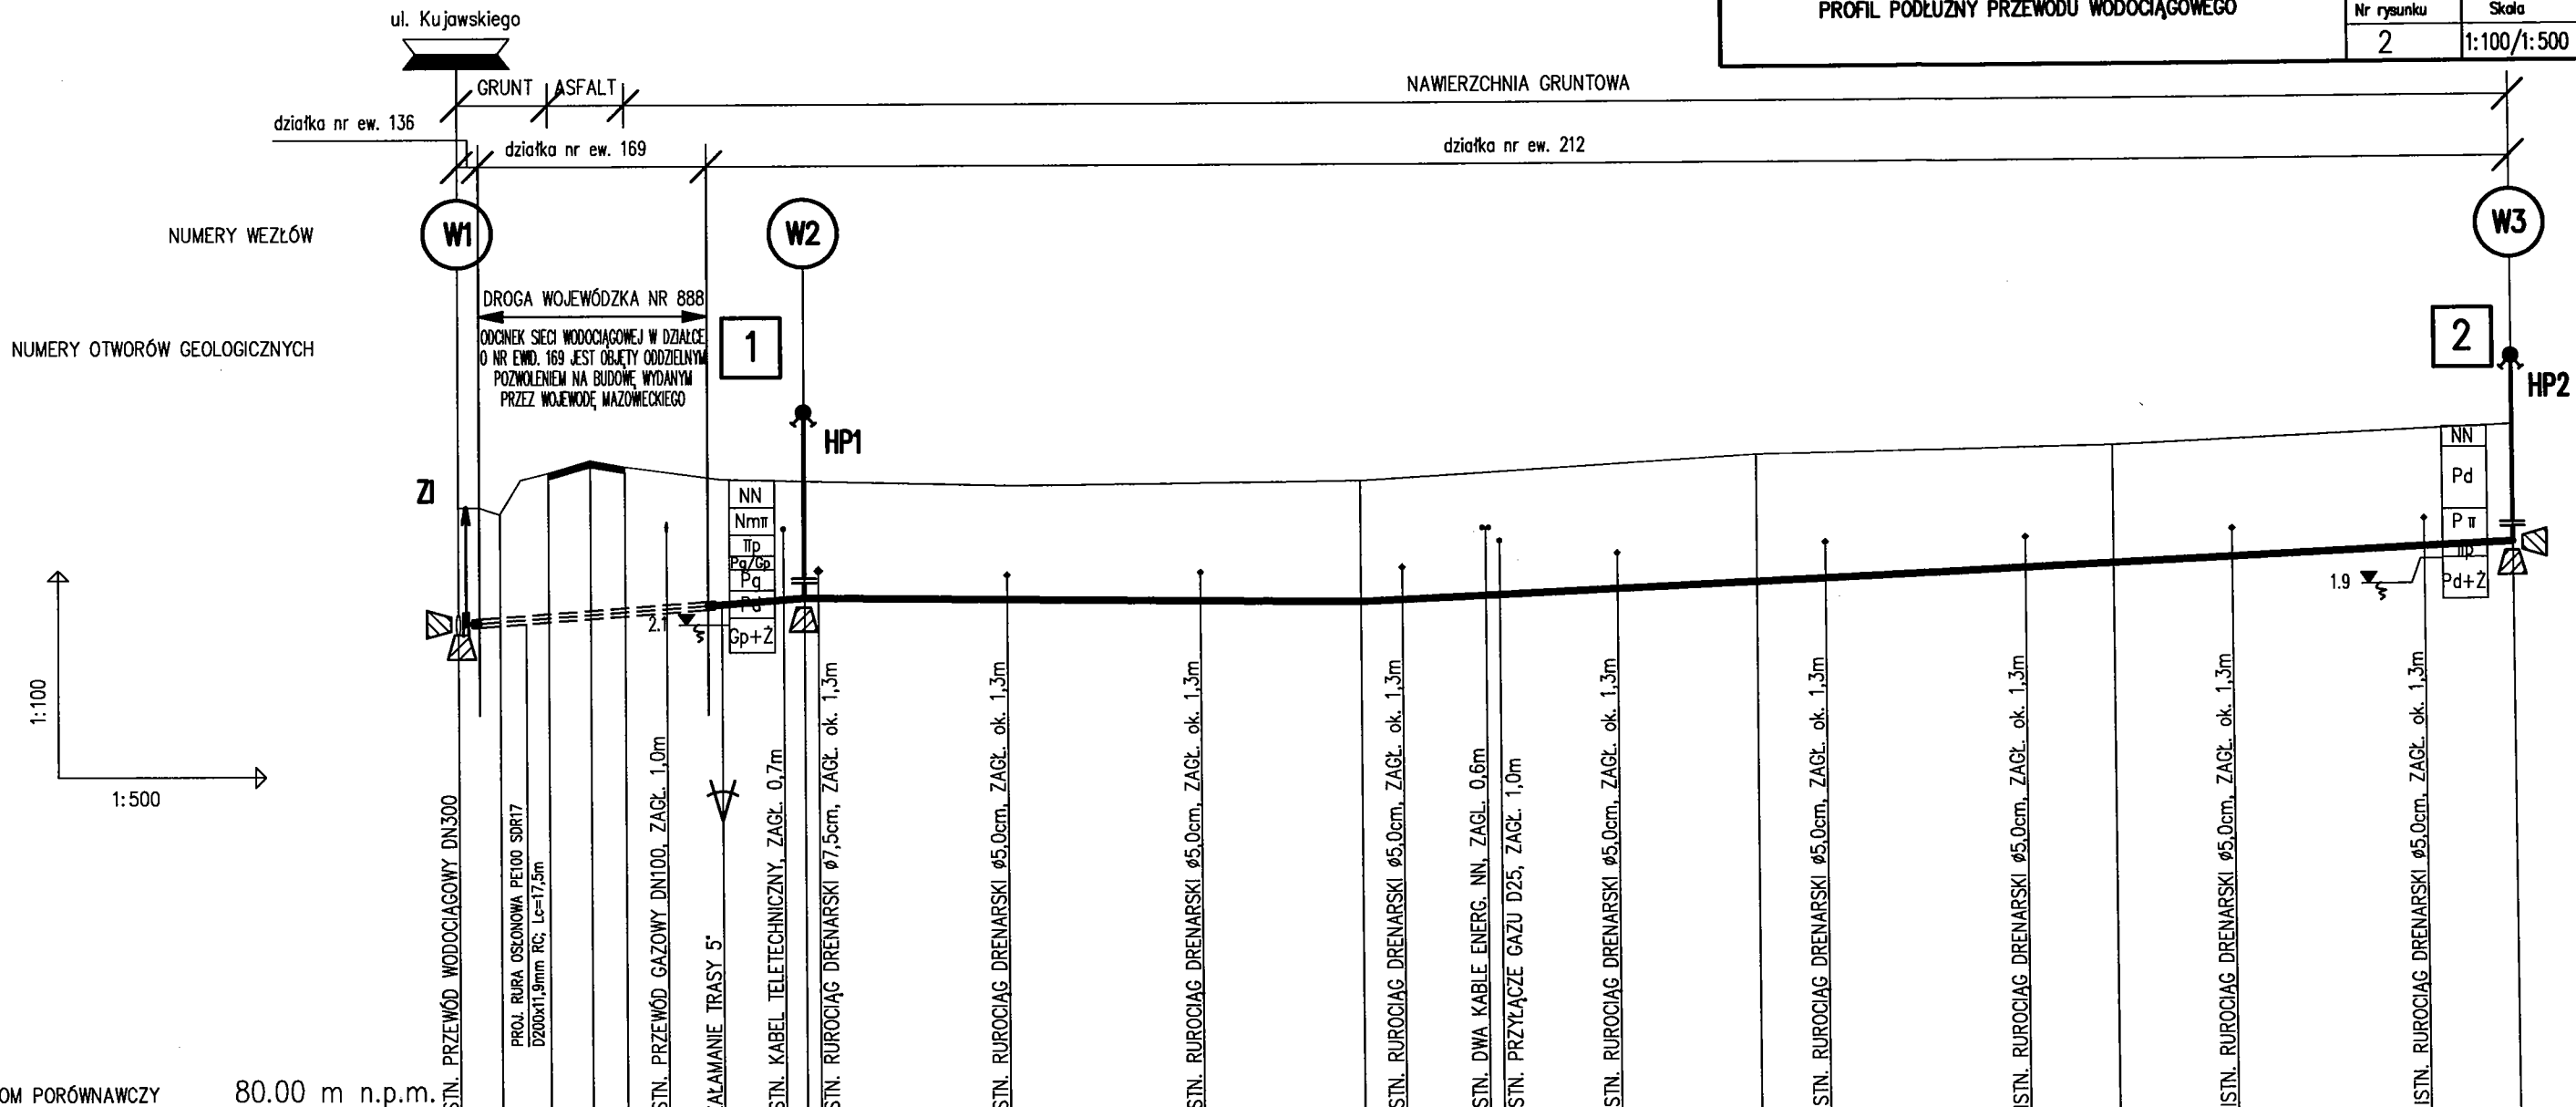 PROFIL PODŁUŻNY PRZEWODU WODOCIĄGOWEGO
Nr rysunku
Skala
2
1:100/1:500
ul. Kujawskiego
GRUNT
ASFALT
NAWIERZCHNIA GRUNTOWA
działka nr ew. 136
działka nr ew. 169
działka nr ew. 212
NUMERY WEZŁÓW
W1
W2
W3
DROGA WOJEWÓDZKA NR 888
ODCINEK SIECI WODOCIĄGOWEJ W DZIAŁCE
O NR EWID. 169 JEST OBJĘTY ODDZIELNYM
POZWOLENIEM NA BUDOWĘ WYDANYM
PRZEZ WOJEWODĘ MAZOWIECKIEGO
NUMERY OTWORÓW GEOLOGICZNYCH
1
2
HP1
HP2
Z1
NN
Nmπ
πp
Pg/Gp
Pg
Pd
Gp+Ż
2.1
NN
Pd
Pπ
πp
Pd+Ż
1.9
1:100
1:500
STN. PRZEWÓD WODOCIĄGOWY DN300
PROJ. RURA OSŁONOWA PE100 SDR17
D200x11,9mm RC; Lc=17,5m
STN. PRZEWÓD GAZOWY DN100, ZAGŁ. 1,0m
ZAŁAMANIE TRASY 5°
STN. KABEL TELETECHNICZNY, ZAGŁ. 0,7m
STN. RUROCIĄG DRENARSKI ø7,5cm, ZAGŁ. ok. 1,3m
STN. RUROCIĄG DRENARSKI ø5,0cm, ZAGŁ. ok. 1,3m
STN. RUROCIĄG DRENARSKI ø5,0cm, ZAGŁ. ok. 1,3m
STN. RUROCIĄG DRENARSKI ø5,0cm, ZAGŁ. ok. 1,3m
STN. DWA KABLE ENERG. NN, ZAGŁ. 0,6m
STN. PRZYŁĄCZE GAZU D25, ZAGŁ. 1,0m
STN. RUROCIĄG DRENARSKI ø5,0cm, ZAGŁ. ok. 1,3m
STN. RUROCIĄG DRENARSKI ø5,0cm, ZAGŁ. ok. 1,3m
ISTN. RUROCIĄG DRENARSKI ø5,0cm, ZAGŁ. ok. 1,3m
ISTN. RUROCIĄG DRENARSKI ø5,0cm, ZAGŁ. ok. 1,3m
ISTN. RUROCIĄG DRENARSKI ø5,0cm, ZAGŁ. ok. 1,3m
OM PORÓWNAWCZY
80.00 m n.p.m.